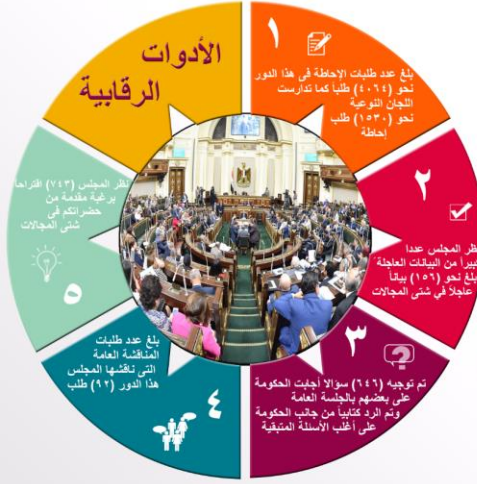 الأدوات
الرقابية
١
بلغ عدد طلبات الإحاطة فى هذا الدور
نحو (٤٠٦٤) طلباً كما تدارست
اللجان النوعية
نحو (١٥٣٠) طلب
إحاطة
٢
نظر المجلس عددا
كبيرا من البيانات العاجلة
بلغ نحو (١٥٦) بياناً
عاجلاً في شتى المجالات
٣
تم توجيه (٦٤٦) سوالا أجابت الحكومة
على بعضهم بالجلسة العامة
وتم الرد كتابياً من جانب الحكومة
على أغلب الأسئلة المتبقية
٤
بلغ عدد طلبات
المناقشة العامة
التى ناقشها المجلس
هذا الدور (٩٢) طلب
٥
نظر المجلس (٧٤٣) اقتراحا
برغبة مقدمة من
حضراتكم فى
شتى المجالات